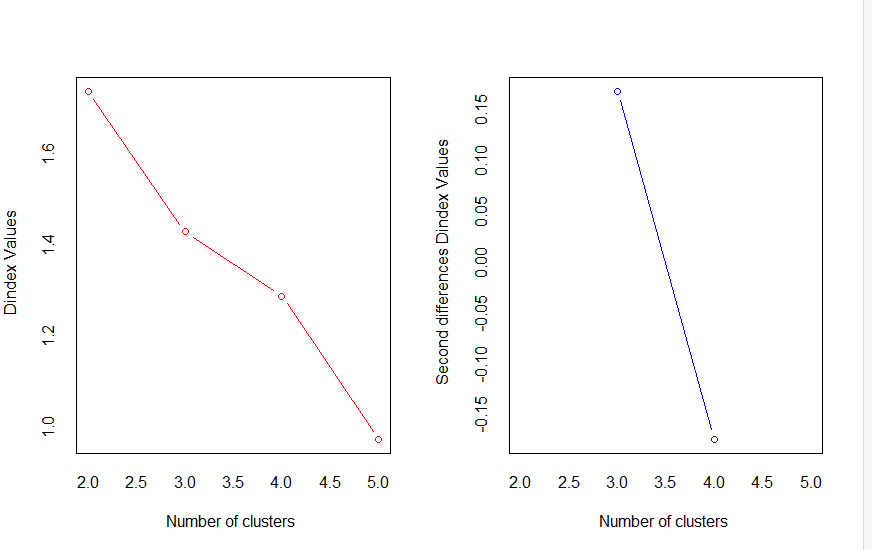 Dindex Values
1.6
1.4
1.2
1.0
2.0 2.5 3.0 3.5 4.0 4.5 5.0
Number of clusters
Second differences Dindex Values
0.15
0.10
0.05
0.00
-0.05
-0.10
-0.15
2.0 2.5 3.0 3.5 4.0 4.5 5.0
Number of clusters